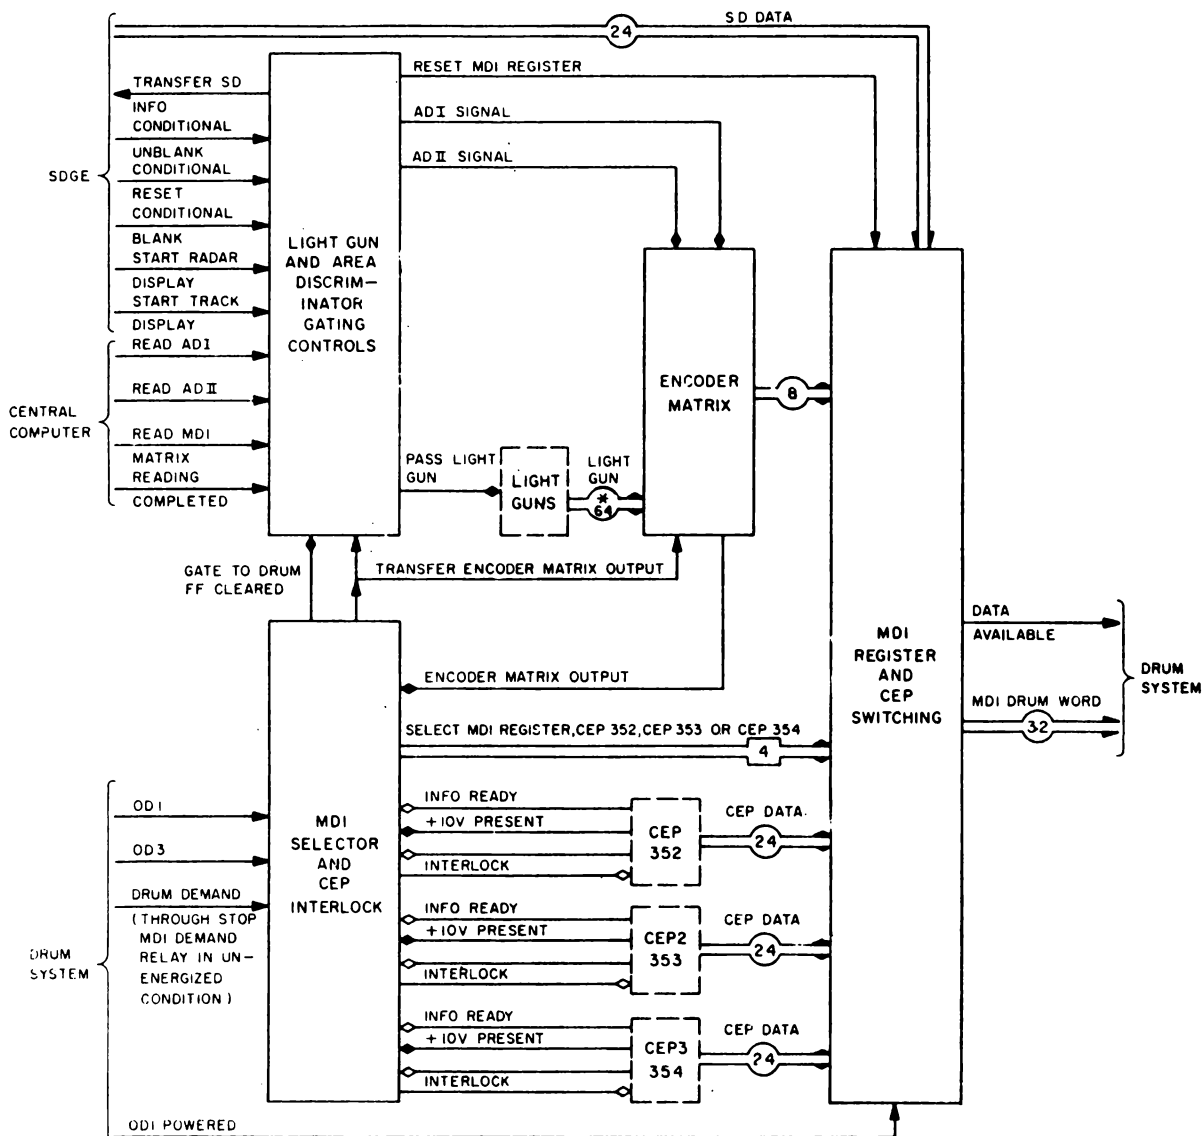 SD DATA
24
RESET MDI REGISTER
TRANSFER SD
INFO
CONDITIONAL
UNBLANK
CONDITIONAL
RESET
CONDITIONAL
BLANK
START RADAR
DISPLAY
START TRACK
DISPLAY
SDGE
READ ADI
READ ADII
READ MDI
MATRIX
READING
COMPLETED
CENTRAL
COMPUTER
LIGHT GUN
AND AREA
DISCRIM-
INATOR
GATING
CONTROLS
ADI SIGNAL
ADII SIGNAL
PASS LIGHT
GUN
LIGHT
GUNS
LIGHT
GUN
*
64
ENCODER
MATRIX
8
GATE TO DRUM
FF CLEARED
TRANSFER ENCODER MATRIX OUTPUT
ENCODER MATRIX OUTPUT
SELECT MDI REGISTER, CEP 352, CEP 353 OR CEP 354
4
MDI
REGISTER
AND
CEP
SWITCHING
DATA
AVAILABLE
MDI DRUM WORD
32
DRUM
SYSTEM
OD1
OD3
DRUM DEMAND
(THROUGH STOP
MDI DEMAND
RELAY IN UN-
ENERGIZED
CONDITION)
DRUM
SYSTEM
MDI
SELECTOR
AND
CEP
INTERLOCK
INFO READY
+10V PRESENT
INTERLOCK
CEP
352
CEP DATA
24
INFO READY
+10V PRESENT
INTERLOCK
CEP2
353
CEP DATA
24
INFO READY
+10V PRESENT
INTERLOCK
CEP3
354
CEP DATA
24
OD1 POWERED